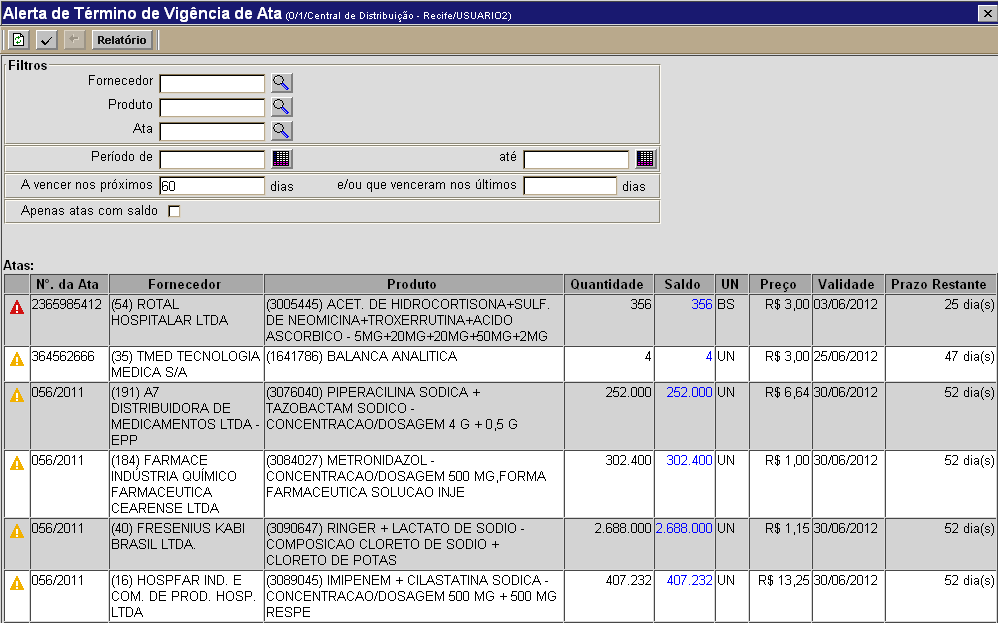 Alerta de Término de Vigência de Ata (0/1/Central de Distribuição - Recife/USUARIO2)
Relatório
Filtros
Fornecedor
Produto
Ata
Período de até
A vencer nos próximos 60 dias e/ou que venceram nos últimos dias
Apenas atas com saldo
Atas:
N°. da Ata Fornecedor Produto Quantidade Saldo UN Preço Validade Prazo Restante
2365985412 (54) ROTAL (3005445) ACET. DE HIDROCORTISONA+SULF. 356 356 BS R$ 3,00 03/06/2012 25 dia(s)
HOSPITALAR LTDA DE NEOMICINA+TROXERRUTINA+ACIDO
ASCORBICO - 5MG+20MG+20MG+50MG+2MG
364562666 (35) TMED TECNOLOGIA (1641786) BALANCA ANALITICA 4 4 UN R$ 3,00 25/06/2012 47 dia(s)
MEDICA S/A
056/2011 (191) A7 (3076040) PIPERACILINA SODICA + 252.000 252.000 UN R$ 6,64 30/06/2012 52 dia(s)
DISTRIBUIDORA DE TAZOBACTAM SODICO -
MEDICAMENTOS LTDA - CONCENTRACAO/DOSAGEM 4 G + 0,5 G
EPP
056/2011 (184) FARMACE (3084027) METRONIDAZOL - 302.400 302.400 UN R$ 1,00 30/06/2012 52 dia(s)
INDÚSTRIA QUÍMICO CONCENTRACAO/DOSAGEM 500 MG,FORMA
FARMACEUTICA FARMACEUTICA SOLUCAO INJE
CEARENSE LTDA
056/2011 (40) FRESENIUS KABI (3090647) RINGER + LACTATO DE SODIO - 2.688.000 2.688.000 UN R$ 1,15 30/06/2012 52 dia(s)
BRASIL LTDA. COMPOSICAO CLORETO DE SODIO +
CLORETO DE POTAS
056/2011 (16) HOSPFAR IND. E (3089045) IMIPENEM + CILASTATINA SODICA - 407.232 407.232 UN R$ 13,25 30/06/2012 52 dia(s)
COM. DE PROD. HOSP. CONCENTRACAO/DOSAGEM 500 MG + 500 MG
LTDA RESPE